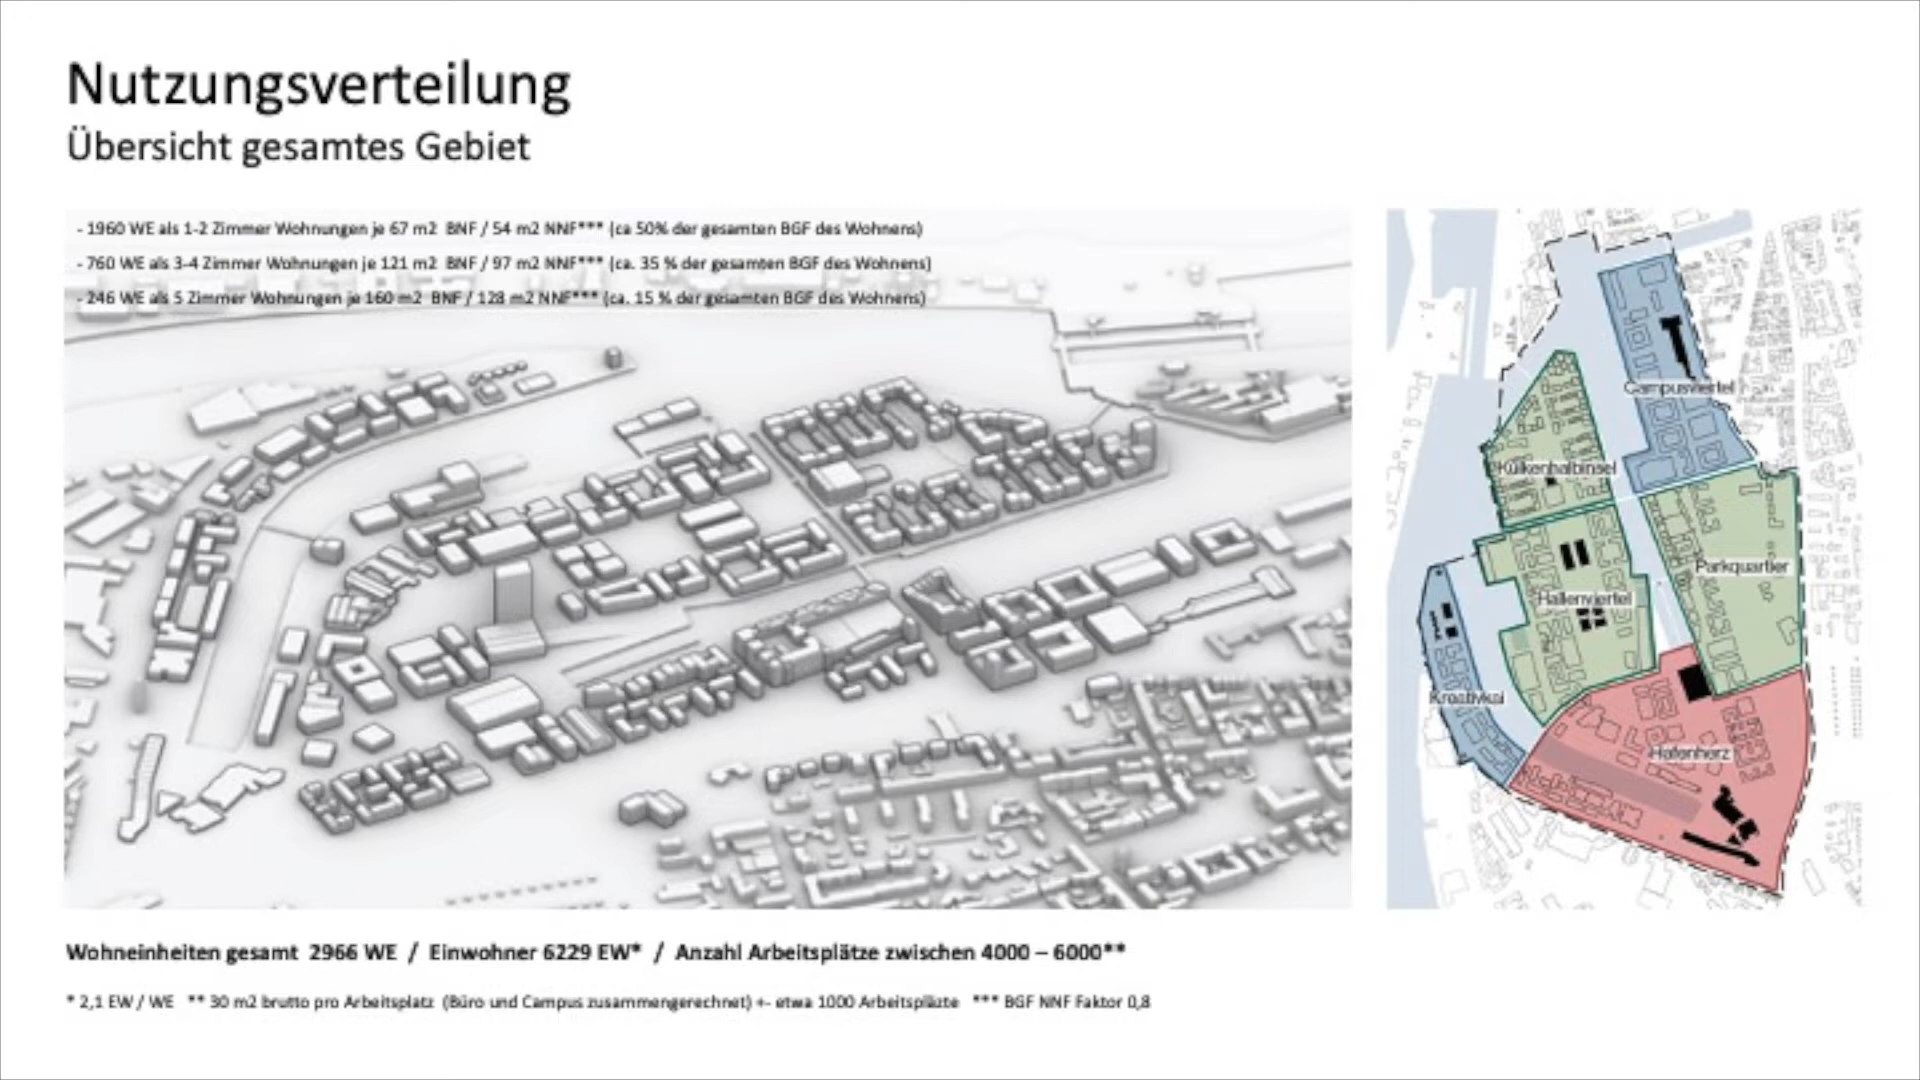 Nutzungsverteilung
Übersicht gesamtes Gebiet
- 1960 WE als 1-2 Zimmer Wohnungen je 67 m2 BNF / 54 m2 NNF*** (ca 50% der gesamten BGF des Wohnens)
- 760 WE als 3-4 Zimmer Wohnungen je 121 m2 BNF / 97 m2 NNF*** (ca. 35 % der gesamten BGF des Wohnens)
- 246 WE als 5 Zimmer Wohnungen je 160 m2 BNF / 128 m2 NNF*** (ca. 15 % der gesamten BGF des Wohnens)
Campusviertel
Külkenhalbinsel
Parkquartier
Hallenviertel
Kreativkai
Hafenherz
Wohneinheiten gesamt 2966 WE / Einwohner 6229 EW* / Anzahl Arbeitsplätze zwischen 4000 – 6000**
* 2,1 EW / WE ** 30 m2 brutto pro Arbeitsplatz (Büro und Campus zusammengerechnet) +- etwa 1000 Arbeitsplätze *** BGF NNF Faktor 0,8